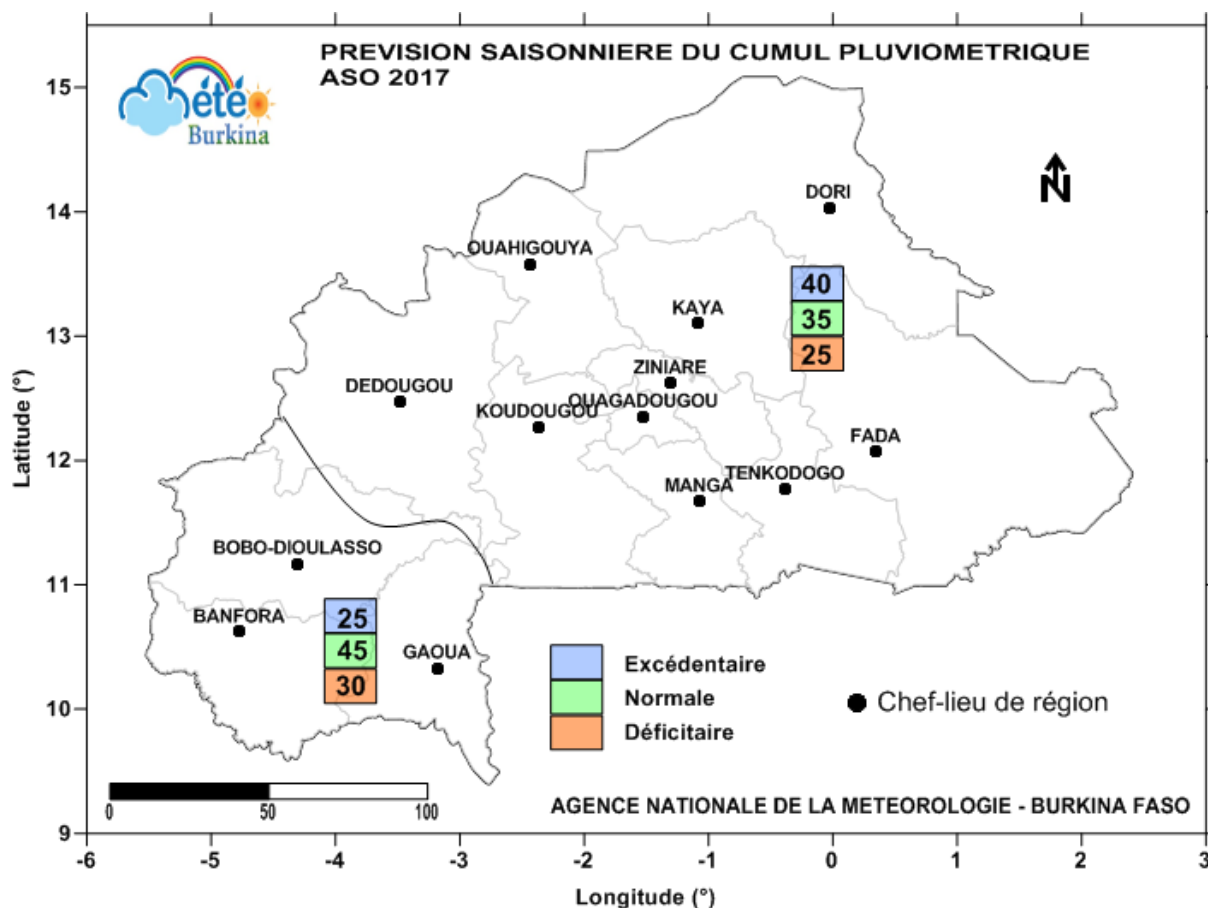 PREVISION SAISONNIERE DU CUMUL PLUVIOMETRIQUE
ASO 2017
été
Burkina
N
15
14
13
12
11
10
9
Latitude (°)
DORI
OUAHIGOUYA
40
35
25
KAYA
ZINIARE
DEDOUGOU
OUAGADOUGOU
KOUDOUGOU
FADA
TENKODOGO
MANGA
BOBO-DIOULASSO
BANFORA
25
45
30
GAOUA
Excédentaire
Normale
Déficitaire
Chef-lieu de région
0 50 100
AGENCE NATIONALE DE LA METEOROLOGIE - BURKINA FASO
-6 -5 -4 -3 -2 -1 0 1 2 3
Longitude (°)